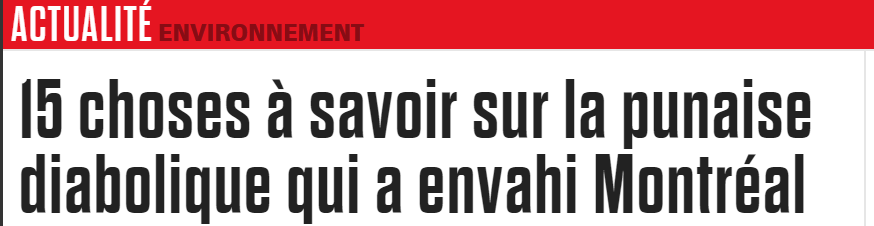 ACTUALITÉ ENVIRONNEMENT
15 choses à savoir sur la punaise
diabolique qui a envahi Montréal